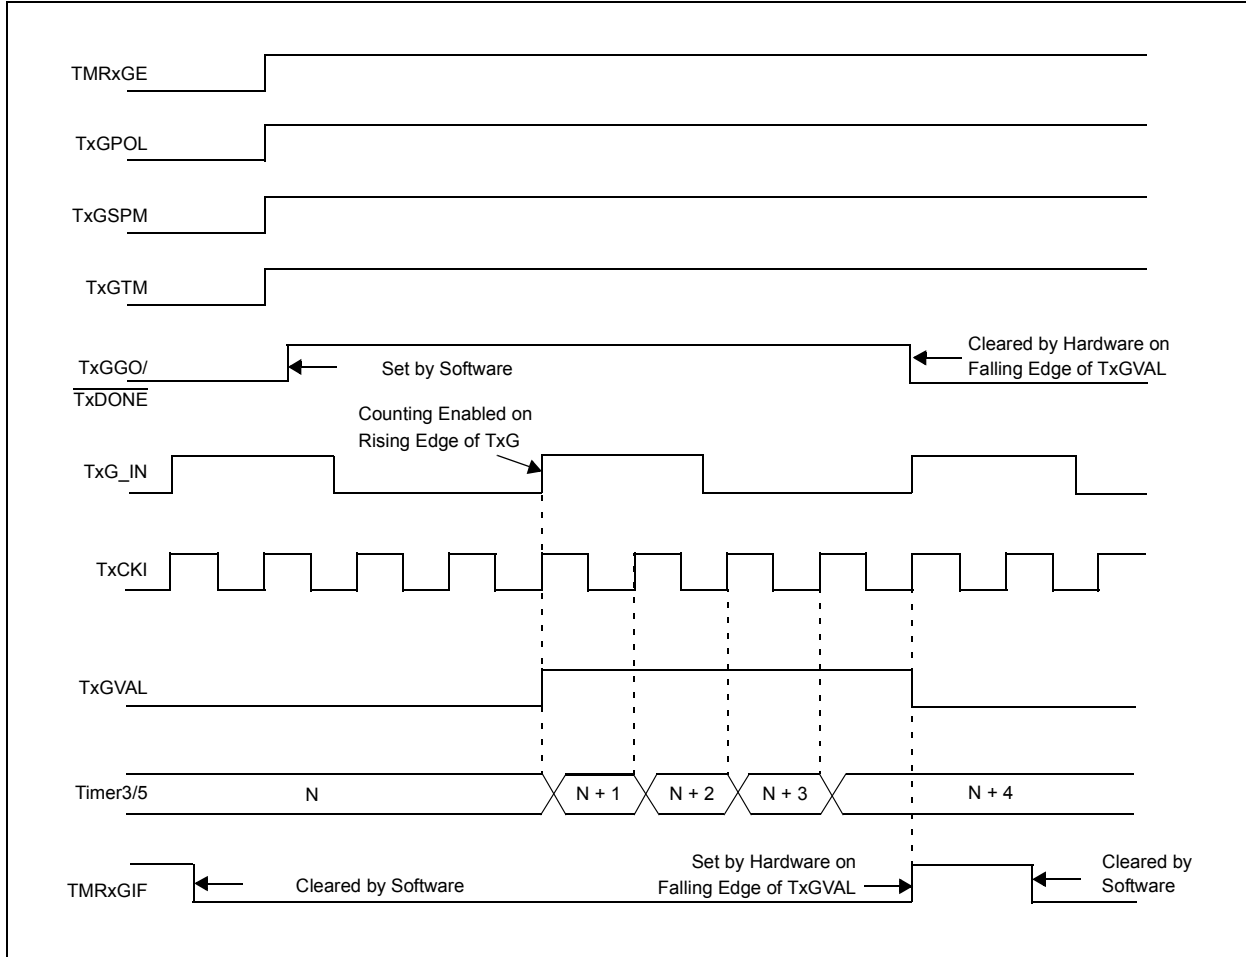 TMRxGE
TxGPOL
TxGSPM
TxGTM
TxGGO/
TxDONE
Set by Software
Cleared by Hardware on
Falling Edge of TxGVAL
Counting Enabled on
Rising Edge of TxG
TxG_IN
TxCKI
TxGVAL
Timer3/5
N
N + 1
N + 2
N + 3
N + 4
TMRxGIF
Cleared by Software
Set by Hardware on
Falling Edge of TxGVAL
Cleared by
Software